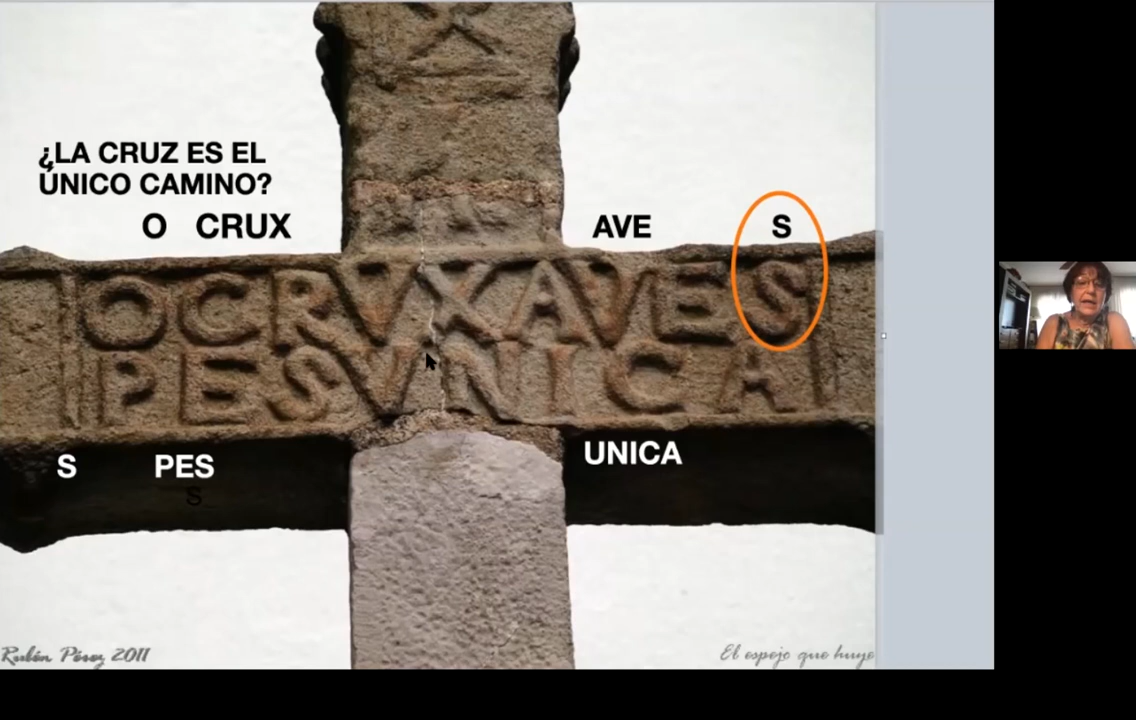 ¿LA CRUZ ES EL
ÚNICO CAMINO?
O CRUX AVE S
OCRVXAVES
PESVNICA
S PES UNICA
S
Rubén Pérez 2011
El espejo que huye